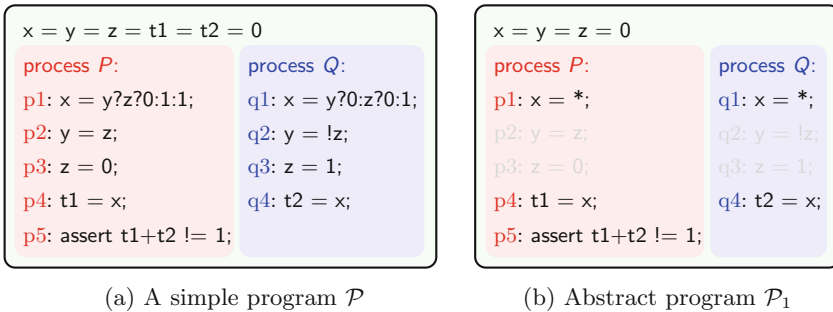 x = y = z = t1 = t2 = 0
process P:
p1: x = y?z?0:1:1;
p2: y = z;
p3: z = 0;
p4: t1 = x;
p5: assert t1+t2 != 1;
process Q:
q1: x = y?0:z?0:1;
q2: y = !z;
q3: z = 1;
q4: t2 = x;
(a) A simple program 𝒫
x = y = z = 0
process P:
p1: x = *;
p2: y = z;
p3: z = 0;
p4: t1 = x;
p5: assert t1+t2 != 1;
process Q:
q1: x = *;
q2: y = !z;
q3: z = 1;
q4: t2 = x;
(b) Abstract program 𝒫₁